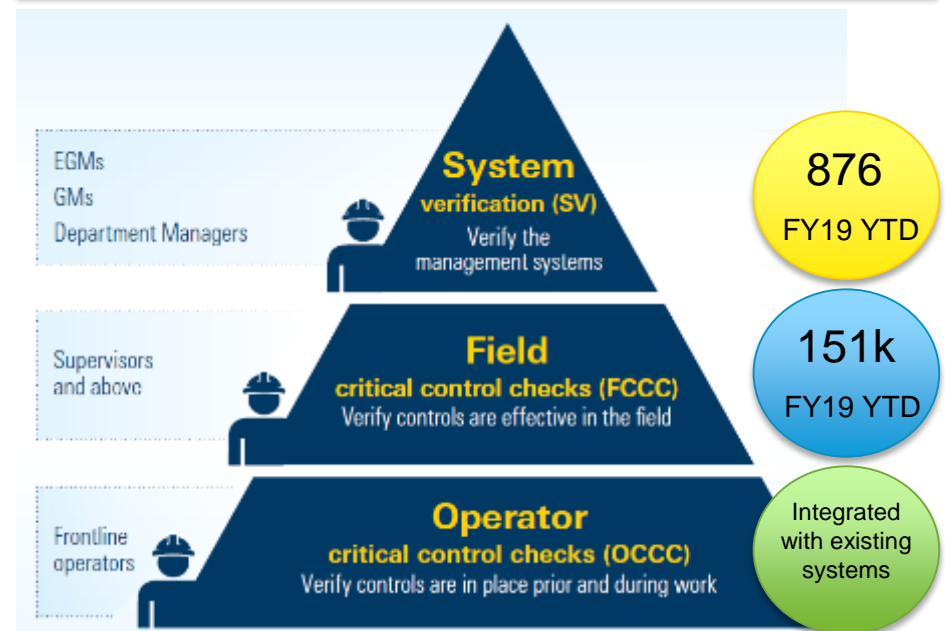 EGMs
GMs
Department Managers
System
verification (SV)
Verify the
management systems
876
FY19 YTD
Supervisors
and above
Field
critical control checks (FCCC)
Verify controls are effective in the field
151k
FY19 YTD
Frontline
operators
Operator
critical control checks (OCCC)
Verify controls are in place prior and during work
Integrated
with existing
systems